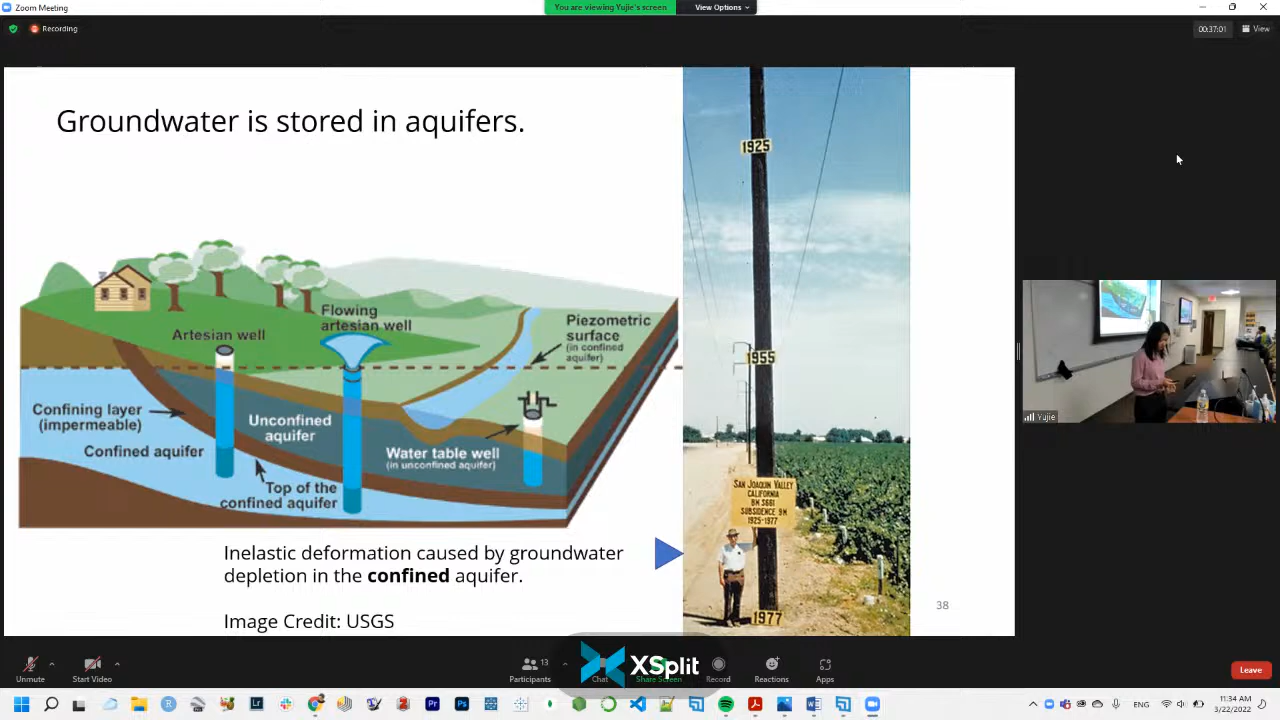 Zoom Meeting
You are viewing Yujie's screen
View Options
Recording
00:37:01
View
Groundwater is stored in aquifers.
1925
Artesian well
Flowing
artesian well
Piezometric
surface
(in confined
aquifer)
1955
Confining layer
(impermeable)
Unconfined
aquifer
Confined aquifer
Water table well
(in unconfined aquifer)
Top of the
confined aquifer
SAN JOAQUIN VALLEY
CALIFORNIA
BM S661
SUBSIDENCE 9M
1925-1977
Inelastic deformation caused by groundwater
depletion in the confined aquifer.
Image Credit: USGS
1977
38
Yujie
Unmute
Start Video
13
Participants
Chat
Share Screen
Record
Reactions
Apps
Leave
XSplit
ENG
11:34 AM
3/22/2022